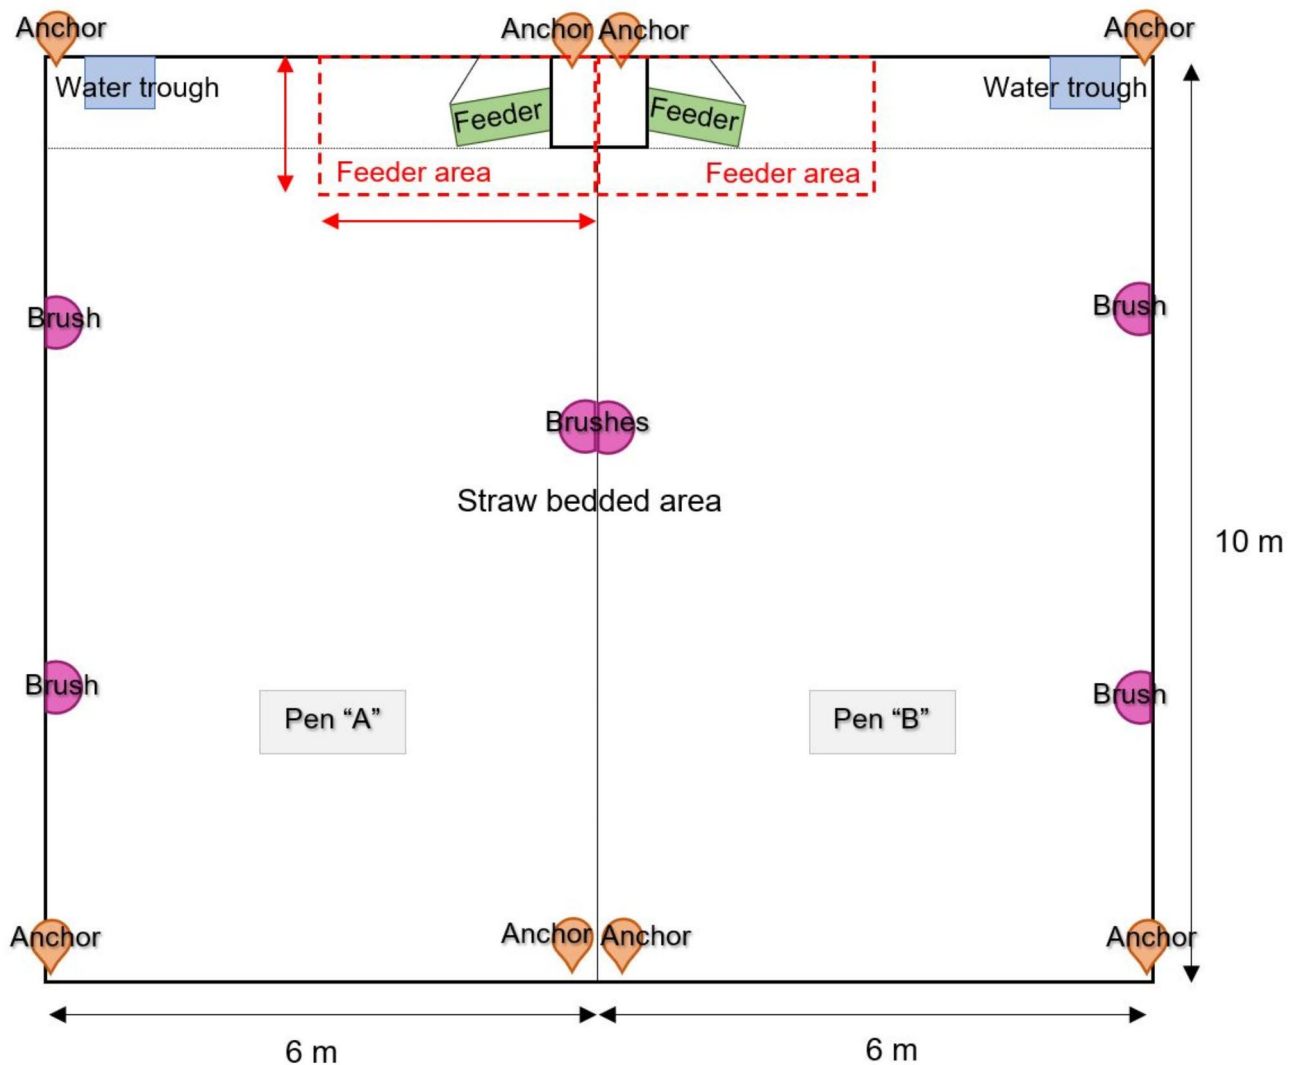 Anchor
Anchor
Anchor
Anchor
Water trough
Water trough
Feeder
Feeder
Feeder area
Feeder area
Brush
Brush
Brushes
Straw bedded area
10 m
Brush
Brush
Pen “A”
Pen “B”
Anchor
Anchor
Anchor
Anchor
6 m
6 m